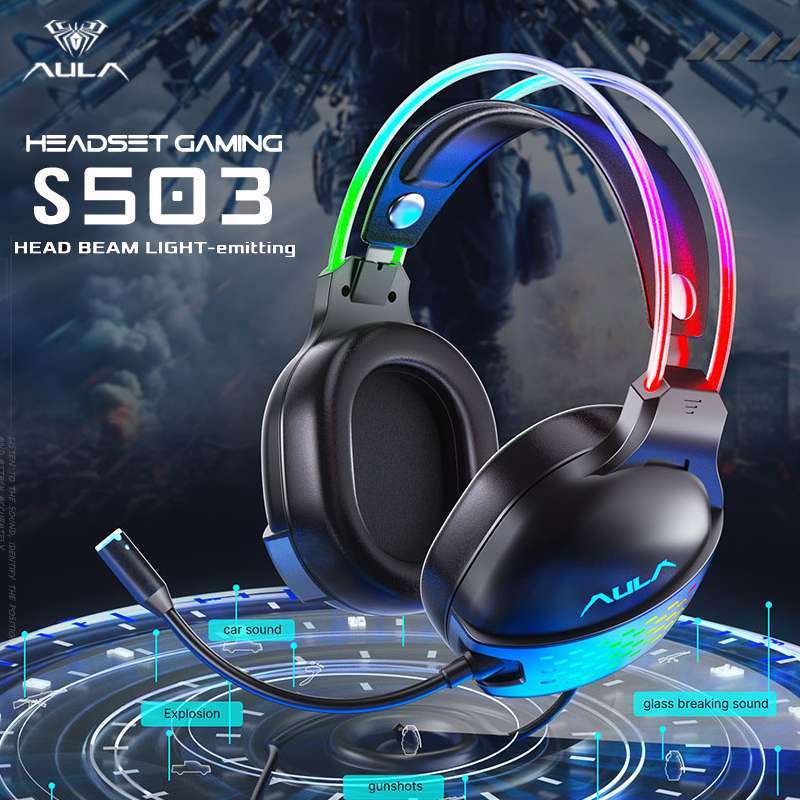 AULA
HEADSET GAMING
S503
HEAD BEAM LIGHT-emitting
AULA
car sound
Explosion
glass breaking sound
gunshots